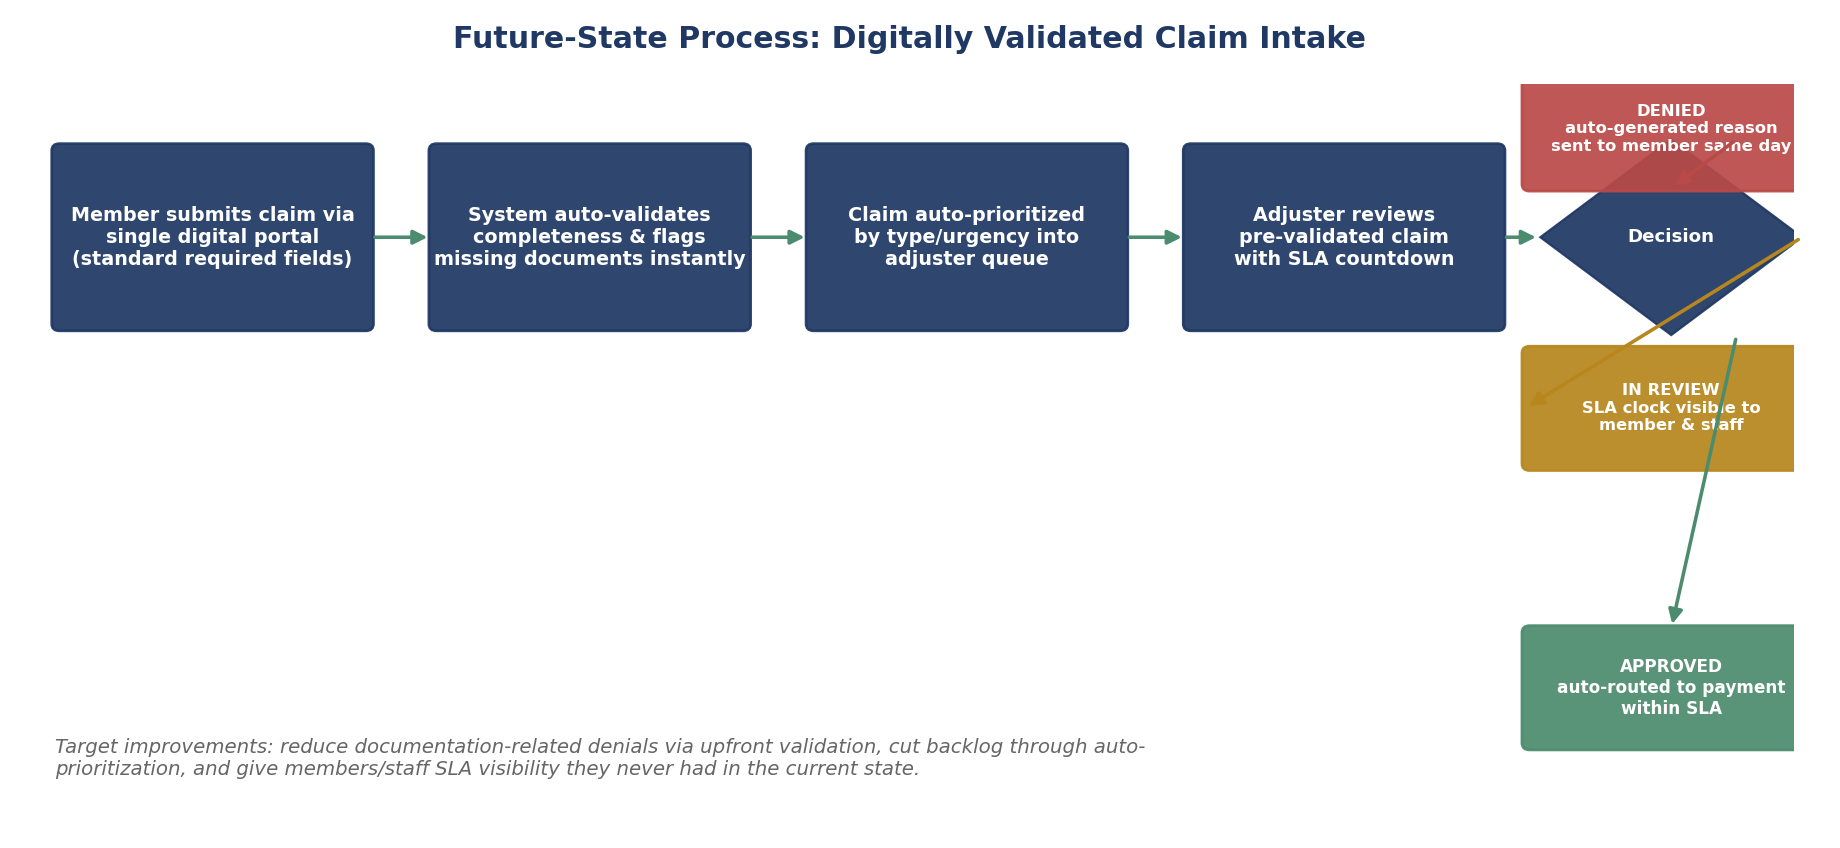 Future-State Process: Digitally Validated Claim Intake
Member submits claim via
single digital portal
(standard required fields)
System auto-validates
completeness & flags
missing documents instantly
Claim auto-prioritized
by type/urgency into
adjuster queue
Adjuster reviews
pre-validated claim
with SLA countdown
Decision
DENIED
auto-generated reason
sent to member same day
IN REVIEW
SLA clock visible to
member & staff
APPROVED
auto-routed to payment
within SLA
Target improvements: reduce documentation-related denials via upfront validation, cut backlog through auto-
prioritization, and give members/staff SLA visibility they never had in the current state.